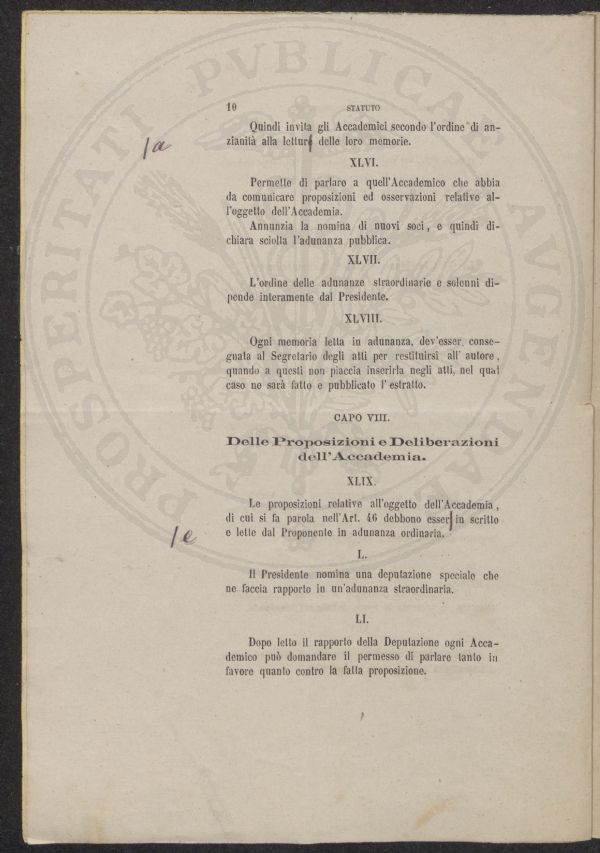 10 STATUTO
Quindi invita gli Accademici secondo l'ordine di an-
zianità alla letture delle loro memorie.
/a
XLVI.
Permette di parlare a quell'Accademico che abbia
da comunicare proposizioni ed osservazioni relative al-
l'oggetto dell'Accademia.
Annunzia la nomina di nuovi soci, e quindi di-
chiara sciolta l'adunanza pubblica.
XLVII.
L'ordine delle adunanze straordinarie e solenni di-
pende interamente dal Presidente.
XLVIII.
Ogni memoria letta in adunanza, dev'esser conse-
gnata al Segretario degli atti per restituirsi all' autore,
quando a questi non piaccia inserirla negli atti, nel qual
caso ne sarà fatto e pubblicato l'estratto.
CAPO VIII.
Delle Proposizioni e Deliberazioni
dell'Accademia.
XLIX.
Le proposizioni relative all'oggetto dell'Accademia,
di cui si fa parola nell'Art. 46 debbono esser in scritto
e lette dal Proponente in adunanza ordinaria.
/e
L.
Il Presidente nomina una deputazione speciale che
ne faccia rapporto in un'adunanza straordinaria.
LI.
Dopo letto il rapporto della Deputazione ogni Acca-
demico può domandare il permesso di parlare tanto in
favore quanto contro la fatta proposizione.
PROSPERITATI PVBLICAE AVGENDAE